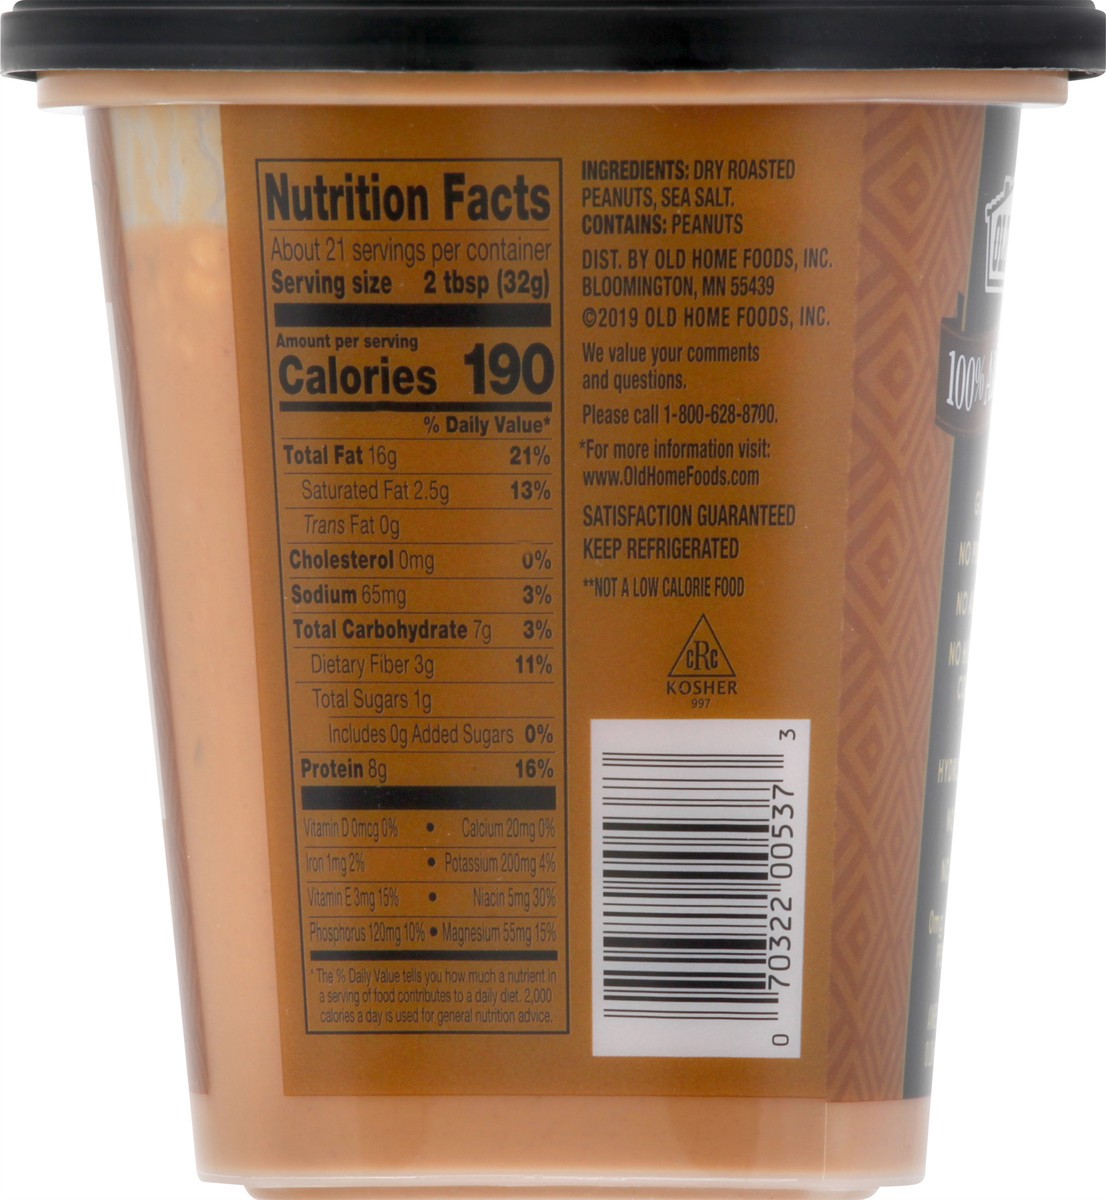 Nutrition Facts
About 21 servings per container
Serving size 2 tbsp (32g)
Amount per serving
Calories 190
% Daily Value*
Total Fat 16g 21%
Saturated Fat 2.5g 13%
Trans Fat 0g
Cholesterol 0mg 0%
Sodium 65mg 3%
Total Carbohydrate 7g 3%
Dietary Fiber 3g 11%
Total Sugars 1g
Includes 0g Added Sugars 0%
Protein 8g 16%
Vitamin D 0mcg 0% • Calcium 20mg 0%
Iron 1mg 2% • Potassium 200mg 4%
Vitamin E 3mg 15% • Niacin 5mg 30%
Phosphorus 120mg 10% • Magnesium 55mg 15%
* The % Daily Value tells you how much a nutrient in
a serving of food contributes to a daily diet. 2,000
calories a day is used for general nutrition advice.
INGREDIENTS: DRY ROASTED
PEANUTS, SEA SALT.
CONTAINS: PEANUTS
DIST. BY OLD HOME FOODS, INC.
BLOOMINGTON, MN 55439
©2019 OLD HOME FOODS, INC.
We value your comments
and questions.
Please call 1-800-628-8700.
*For more information visit:
www.OldHomeFoods.com
SATISFACTION GUARANTEED
KEEP REFRIGERATED
**NOT A LOW CALORIE FOOD
cRc
KOSHER
997
0 70322 00537 3
100%
NO
NO
NO